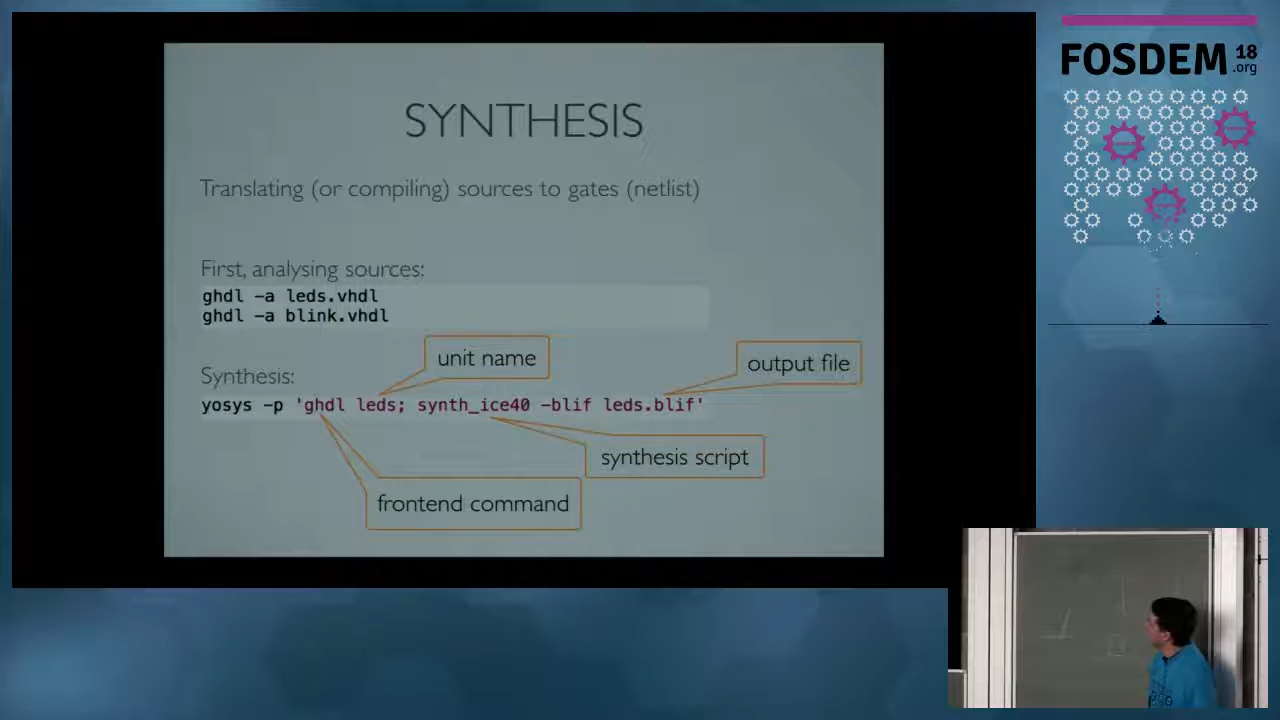 SYNTHESIS
Translating (or compiling) sources to gates (netlist)
First, analysing sources:
ghdl -a leds.vhdl
ghdl -a blink.vhdl
unit name
output file
Synthesis:
yosys -p 'ghdl leds; synth_ice40 -blif leds.blif'
synthesis script
frontend command
FOSDEM 18
.org